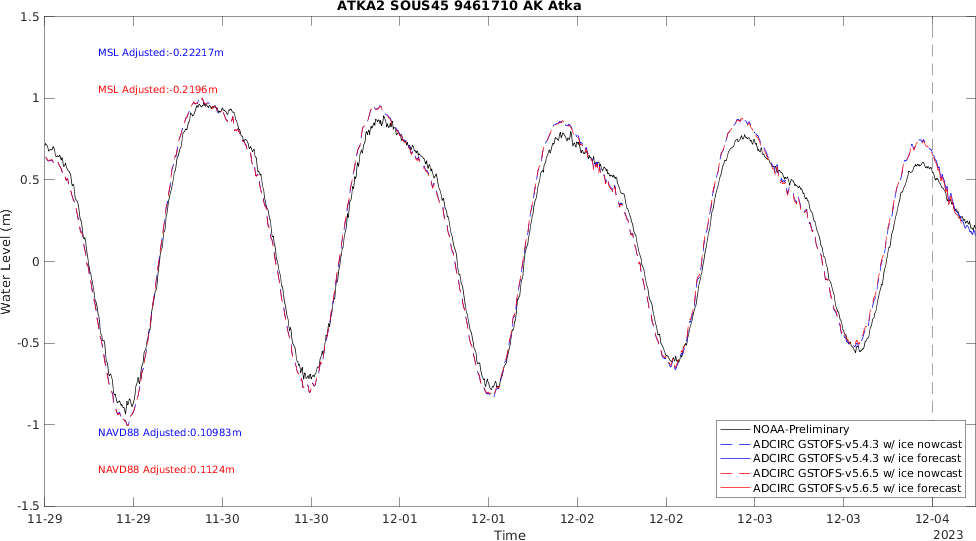 ATKA2 SOUS45 9461710 AK Atka
1.5
MSL Adjusted:-0.22217m
MSL Adjusted:-0.2196m
1
0.5
Water Level (m)
0
-0.5
-1
NAVD88 Adjusted:0.10983m
NAVD88 Adjusted:0.1124m
-1.5
NOAA-Preliminary
ADCIRC GSTOFS-v5.4.3 w/ ice nowcast
ADCIRC GSTOFS-v5.4.3 w/ ice forecast
ADCIRC GSTOFS-v5.6.5 w/ ice nowcast
ADCIRC GSTOFS-v5.6.5 w/ ice forecast
11-29 11-29 11-30 11-30 12-01 12-01 12-02 12-02 12-03 12-03 12-04
Time
2023